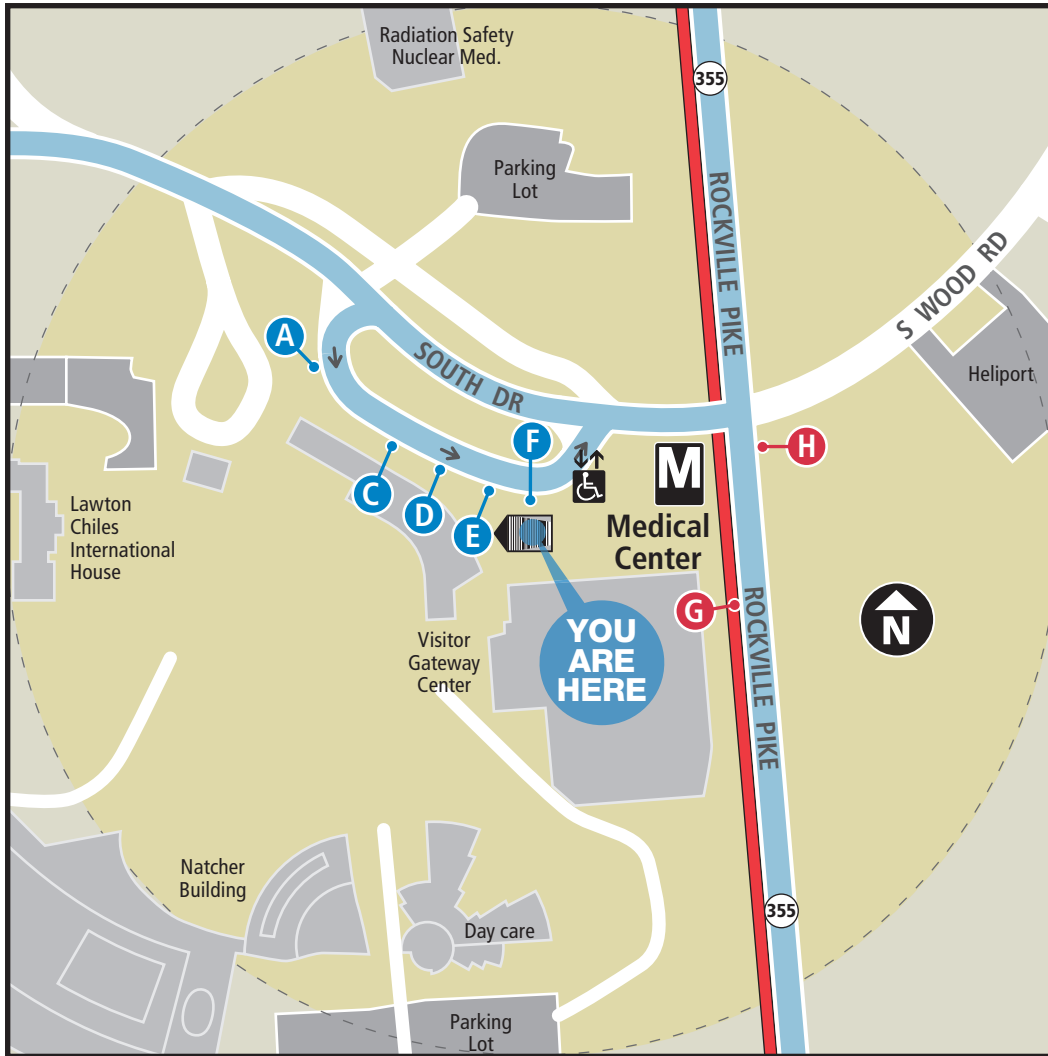 Radiation Safety
Nuclear Med.
355
Parking
Lot
ROCKVILLE PIKE
S WOOD RD
A
SOUTH DR
Heliport
F
H
M
C
D
E
Medical
Center
Lawton
Chiles
International
House
G
N
YOU
ARE
HERE
Visitor
Gateway
Center
ROCKVILLE PIKE
Natcher
Building
355
Day care
Parking
Lot